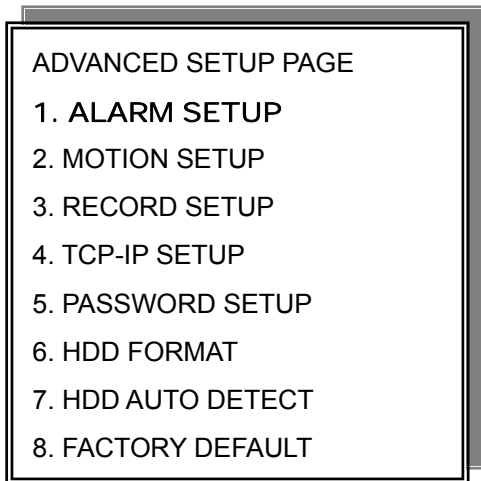 ADVANCED SETUP PAGE
1. ALARM SETUP
2. MOTION SETUP
3. RECORD SETUP
4. TCP-IP SETUP
5. PASSWORD SETUP
6. HDD FORMAT
7. HDD AUTO DETECT
8. FACTORY DEFAULT